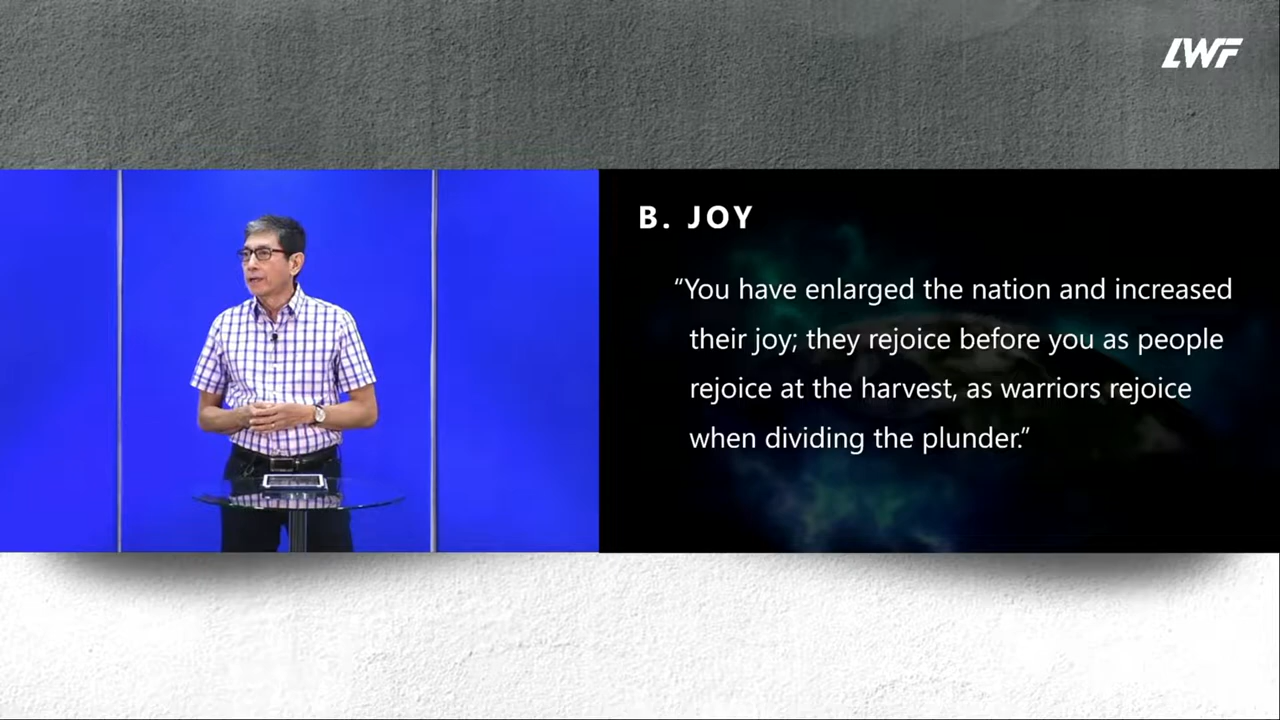 LWF
B. JOY
“You have enlarged the nation and increased
their joy; they rejoice before you as people
rejoice at the harvest, as warriors rejoice
when dividing the plunder.”